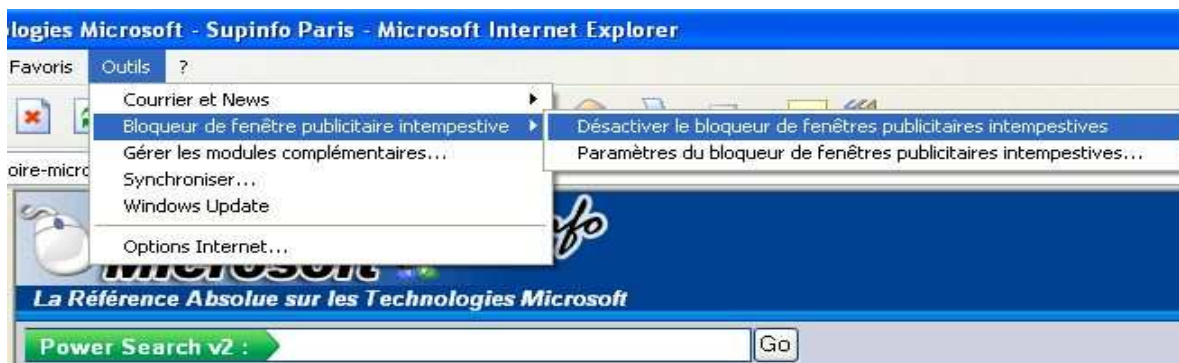 logies Microsoft - Supinfo Paris - Microsoft Internet Explorer
Favoris Outils ?
Courrier et News
Bloqueur de fenêtre publicitaire intempestive Désactiver le bloqueur de fenêtres publicitaires intempestives
Gérer les modules complémentaires... Paramètres du bloqueur de fenêtres publicitaires intempestives...
oire-micro
Synchroniser...
Windows Update
Options Internet...
Microsoft
La Référence Absolue sur les Technologies Microsoft
Power Search v2 : Go